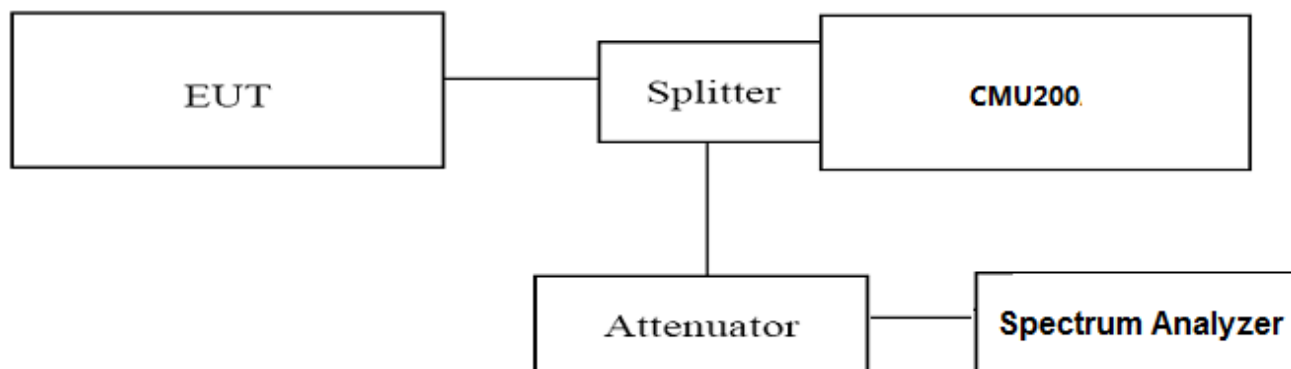 EUT
Splitter
CMU200.
Attenuator
Spectrum Analyzer